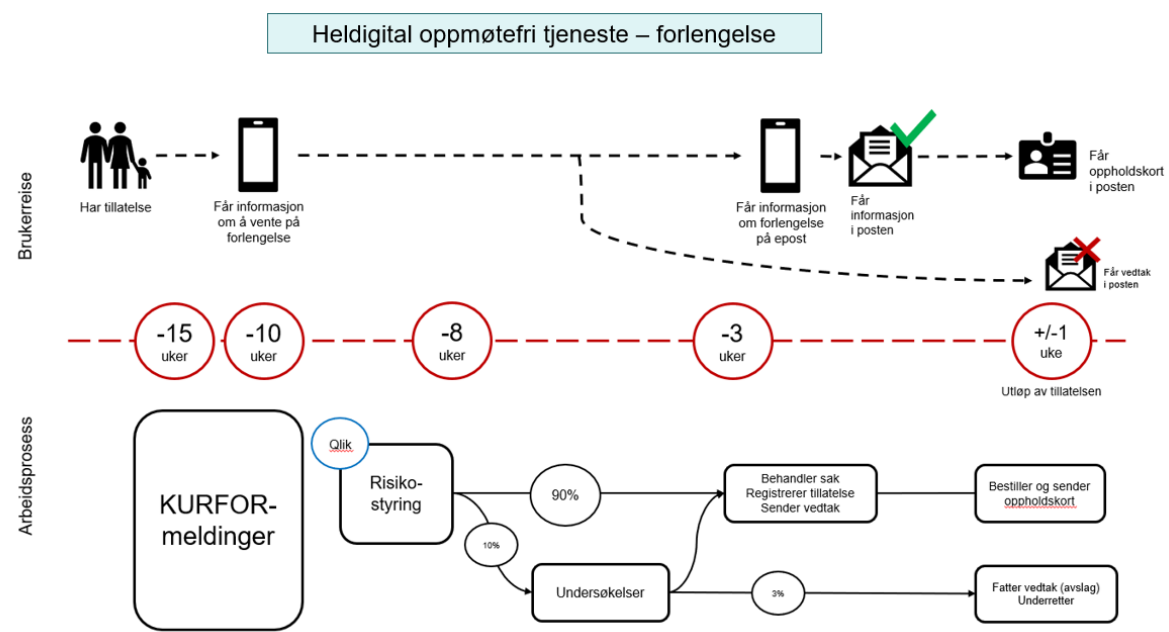 Heldigital oppmøtefri tjeneste – forlengelse
Brukerreise
Har tillatelse
Får informasjon
om å vente på
forlengelse
Får informasjon
om forlengelse
på epost
Får
informasjon
i posten
Får
oppholdskort
i posten
Får vedtak
i posten
-15
uker
-10
uker
-8
uker
-3
uker
+/-1
uke
Utløp av tillatelsen
Arbeidsprosess
KURFOR-
meldinger
Qlik
Risiko-
styring
90%
10%
Undersøkelser
Behandler sak
Registrerer tillatelse
Sender vedtak
Bestiller og sender
oppholdskort
3%
Fatter vedtak (avslag)
Underretter